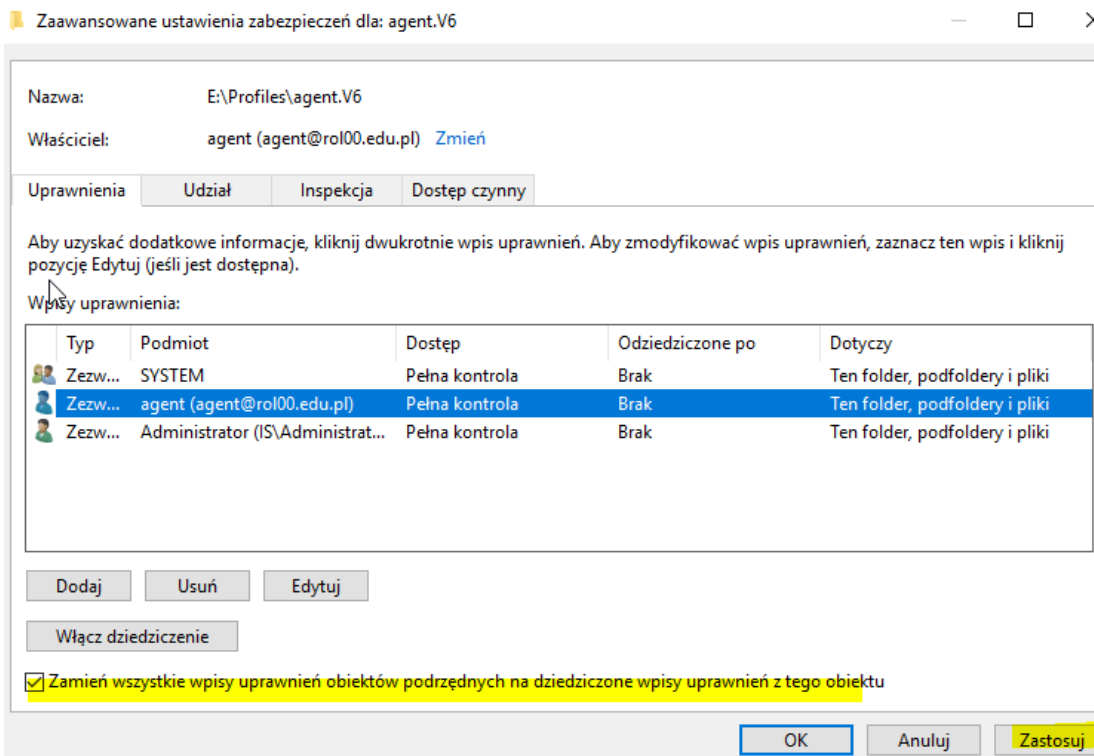 Zaawansowane ustawienia zabezpieczeń dla: agent.V6
Nazwa: E:\Profiles\agent.V6
Właściciel: agent (agent@rol00.edu.pl) Zmień
Uprawnienia Udział Inspekcja Dostęp czynny
Aby uzyskać dodatkowe informacje, kliknij dwukrotnie wpis uprawnień. Aby zmodyfikować wpis uprawnień, zaznacz ten wpis i kliknij
pozycję Edytuj (jeśli jest dostępna).
Wpisy uprawnienia:
Typ Podmiot Dostęp Odziedziczone po Dotyczy
Zezw... SYSTEM Pełna kontrola Brak Ten folder, podfoldery i pliki
Zezw... agent (agent@rol00.edu.pl) Pełna kontrola Brak Ten folder, podfoldery i pliki
Zezw... Administrator (IS\Administrat... Pełna kontrola Brak Ten folder, podfoldery i pliki
Dodaj Usuń Edytuj
Włącz dziedziczenie
Zamień wszystkie wpisy uprawnień obiektów podrzędnych na dziedziczone wpisy uprawnień z tego obiektu
OK Anuluj Zastosuj